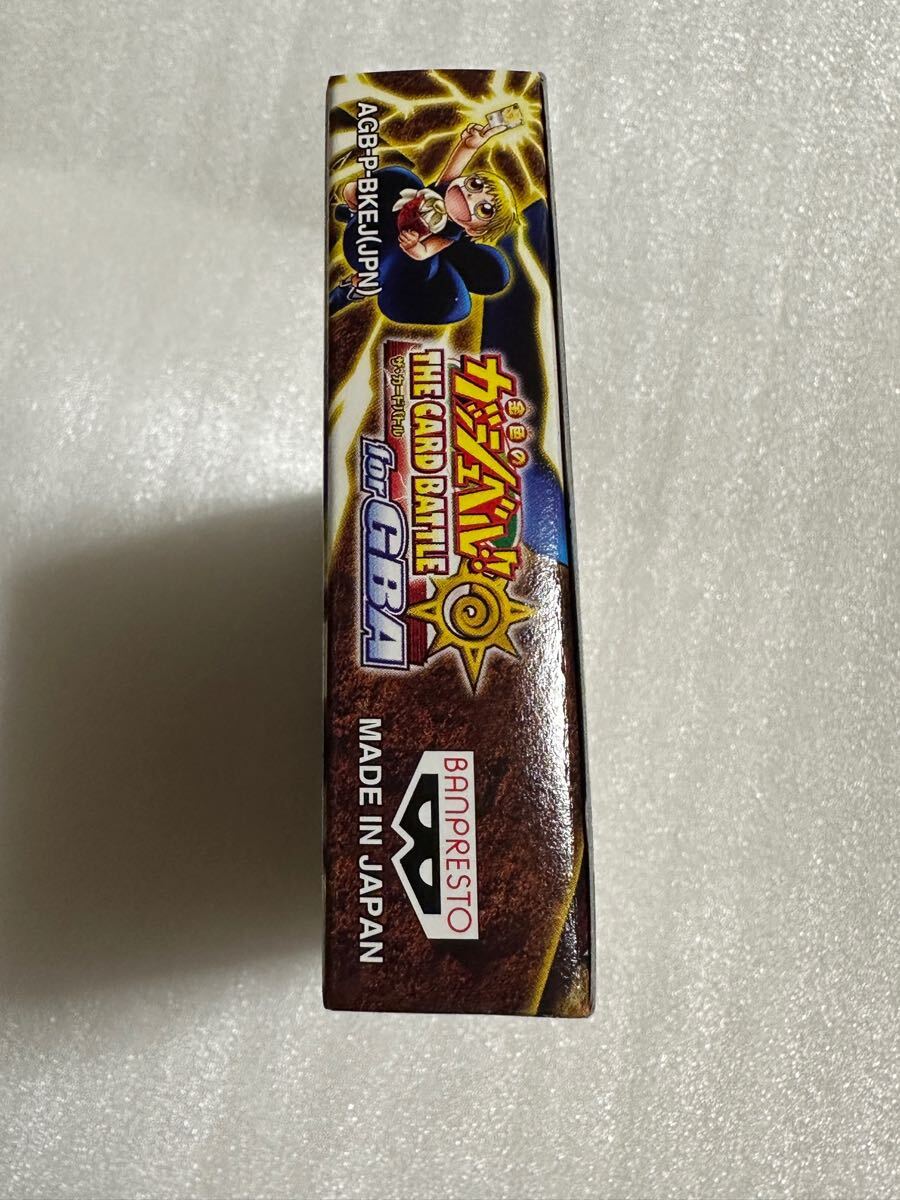 AGB-P-BKEJ(JPN)
金色の
ガッシュベル!!
THE CARD BATTLE
ザ・カードバトル
for GBA
BANPRESTO
MADE IN JAPAN